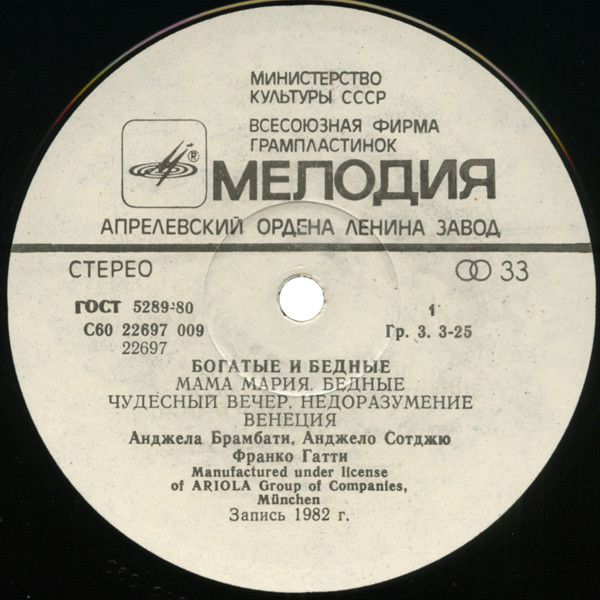 МИНИСТЕРСТВО
КУЛЬТУРЫ СССР
ВСЕСОЮЗНАЯ ФИРМА
ГРАМПЛАСТИНОК
®
МЕЛОДИЯ
АПРЕЛЕВСКИЙ ОРДЕНА ЛЕНИНА ЗАВОД
СТЕРЕО 33
ГОСТ 5289-80 1
С60 22697 009 Гр. 3. 3-25
22697
БОГАТЫЕ И БЕДНЫЕ
МАМА МАРИЯ. БЕДНЫЕ
ЧУДЕСНЫЙ ВЕЧЕР. НЕДОРАЗУМЕНИЕ
ВЕНЕЦИЯ
Анджела Брамбати, Анджело Сотджю
Франко Гатти
Manufactured under license
of ARIOLA Group of Companies,
München
Запись 1982 г.